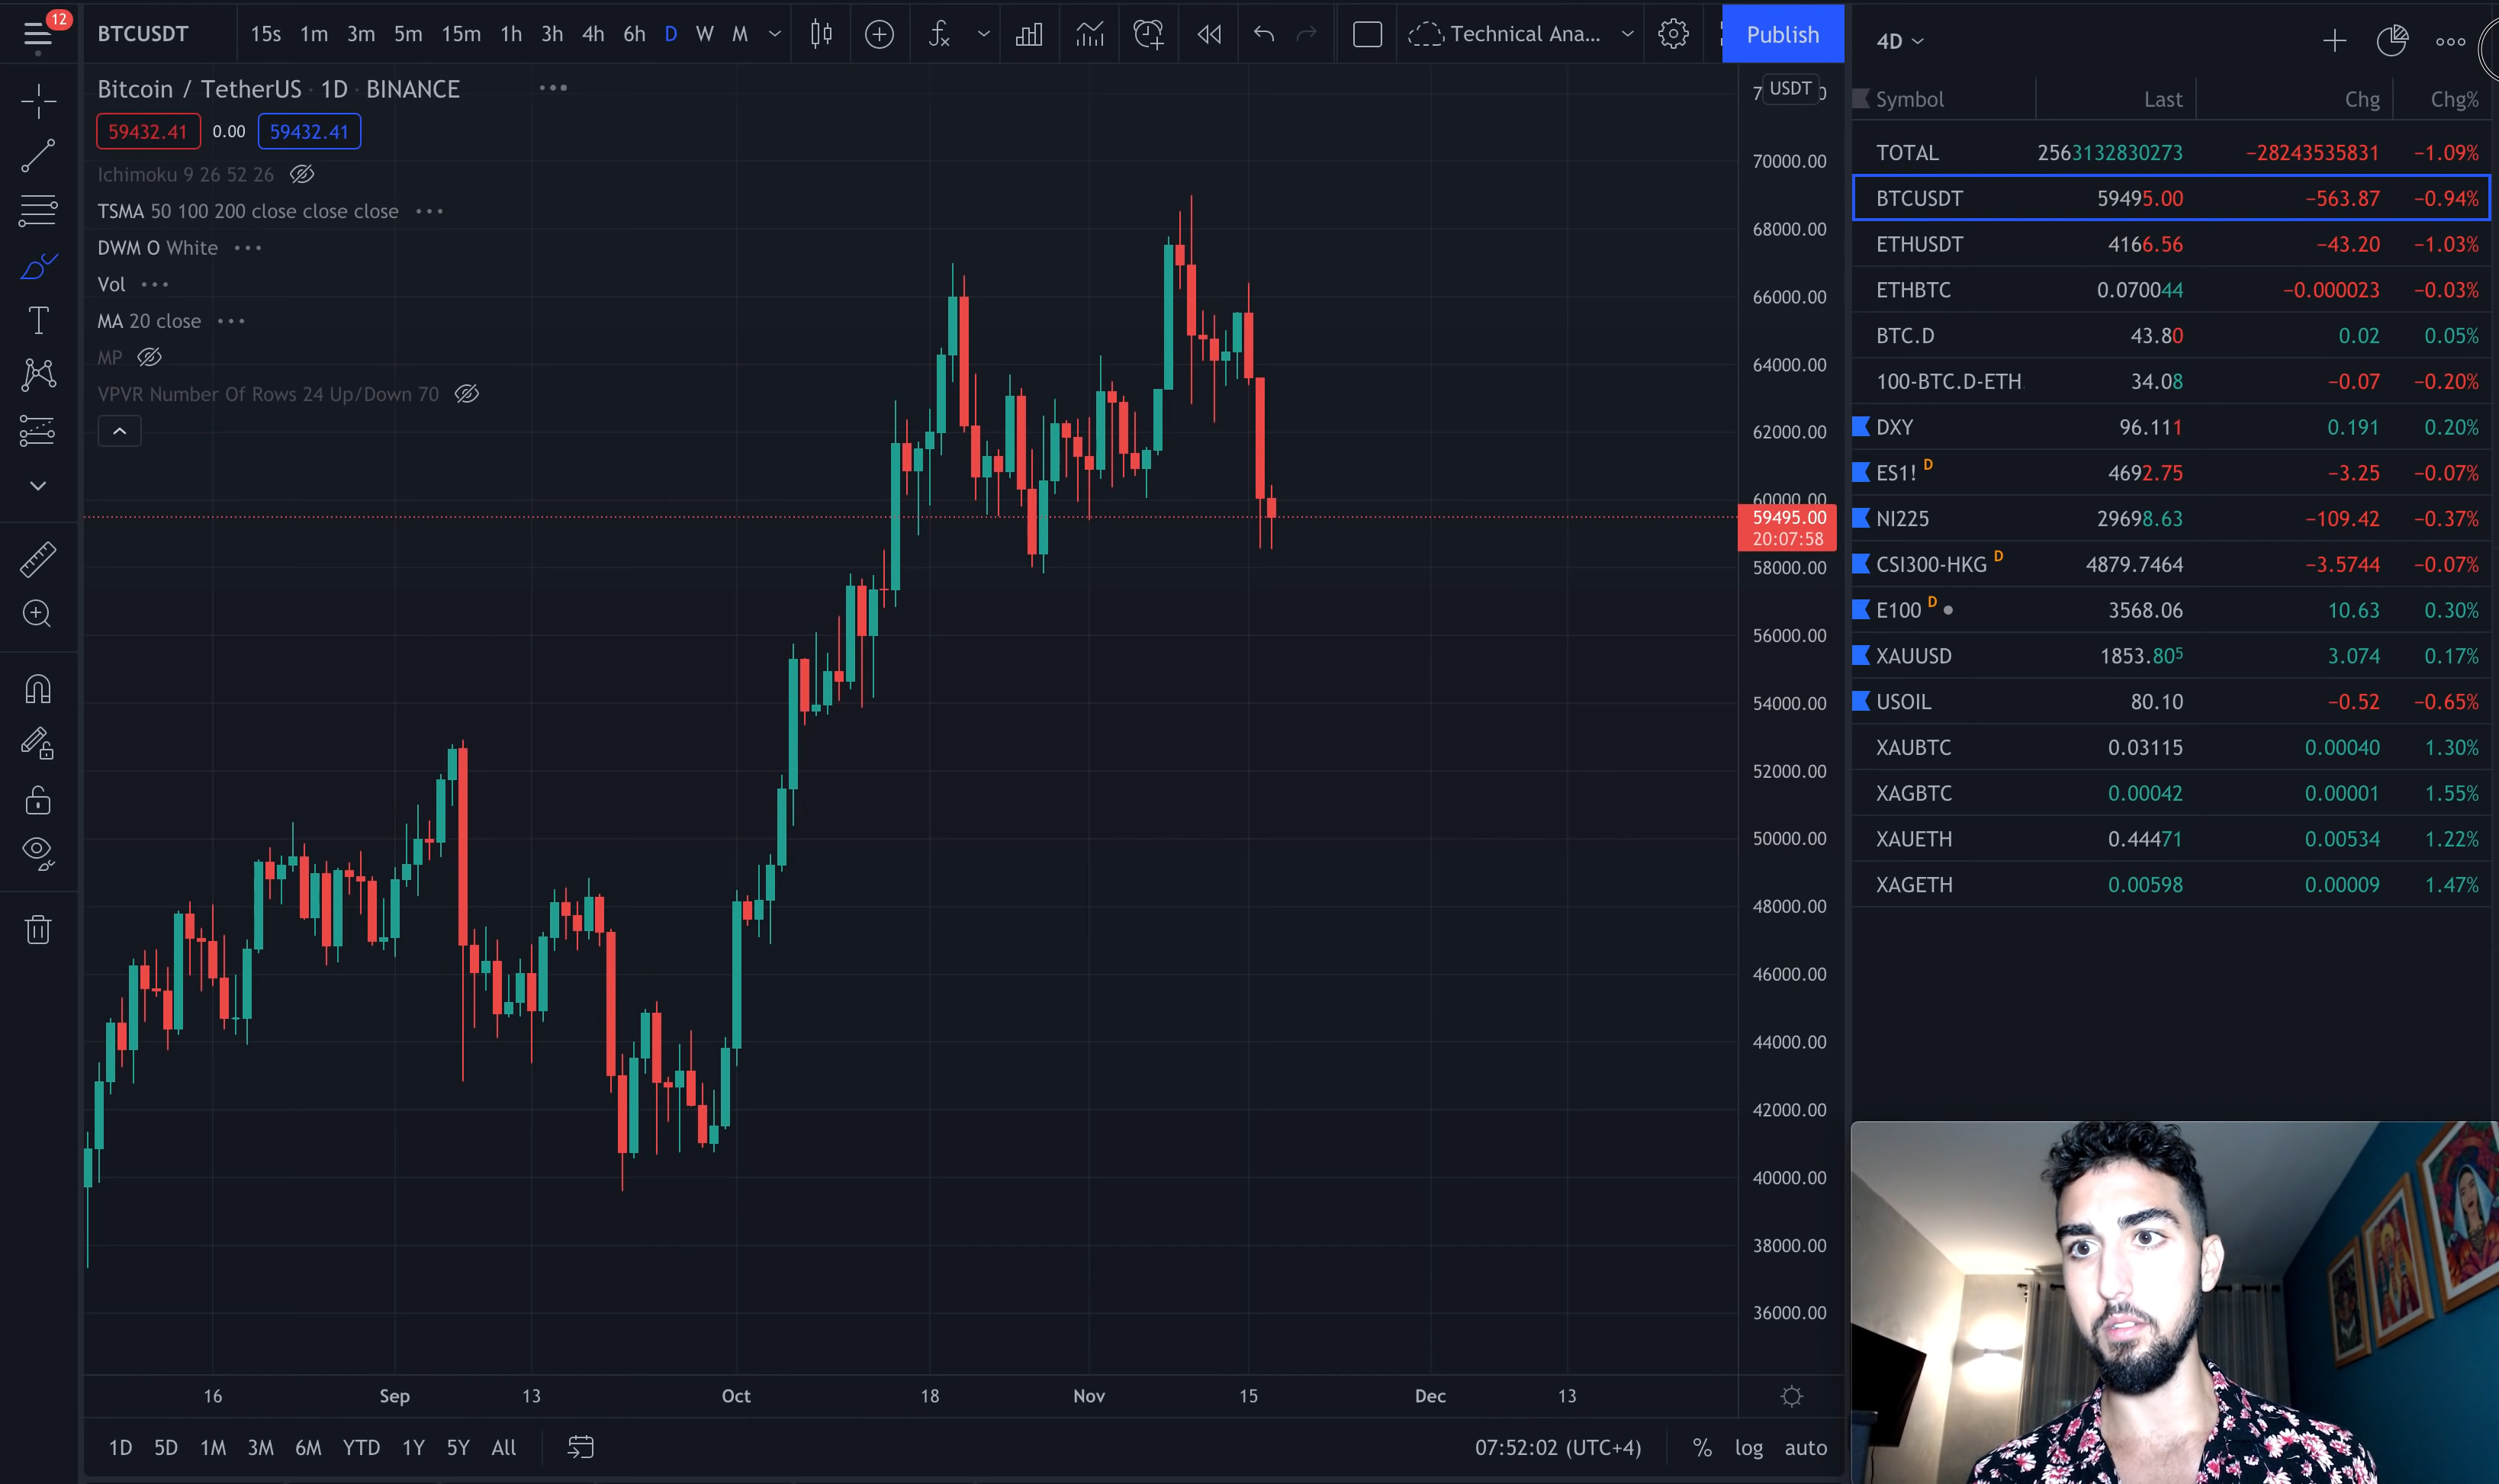 12
BTCUSDT 15s 1m 3m 5m 15m 1h 3h 4h 6h D W M Technical Ana... Publish
Bitcoin / TetherUS · 1D · BINANCE
59432.41 0.00 59432.41
Ichimoku 9 26 52 26
TSMA 50 100 200 close close close
DWM O White
Vol
MA 20 close
MP
VPVR Number Of Rows 24 Up/Down 70
USDT
70000.00
68000.00
66000.00
64000.00
62000.00
60000.00
59495.00
20:07:58
58000.00
56000.00
54000.00
52000.00
50000.00
48000.00
46000.00
44000.00
42000.00
40000.00
38000.00
36000.00
16 Sep 13 Oct 18 Nov 15 Dec 13
1D 5D 1M 3M 6M YTD 1Y 5Y All 07:52:02 (UTC+4) % log auto
4D
Symbol Last Chg Chg%
TOTAL 2563132830273 −28243535831 −1.09%
BTCUSDT 59495.00 −563.87 −0.94%
ETHUSDT 4166.56 −43.20 −1.03%
ETHBTC 0.070044 −0.000023 −0.03%
BTC.D 43.80 0.02 0.05%
100-BTC.D-ETH 34.08 −0.07 −0.20%
DXY 96.111 0.191 0.20%
ES1! D 4692.75 −3.25 −0.07%
NI225 29698.63 −109.42 −0.37%
CSI300-HKG D 4879.7464 −3.5744 −0.07%
E100 D 3568.06 10.63 0.30%
XAUUSD 1853.805 3.074 0.17%
USOIL 80.10 −0.52 −0.65%
XAUBTC 0.03115 0.00040 1.30%
XAGBTC 0.00042 0.00001 1.55%
XAUETH 0.44471 0.00534 1.22%
XAGETH 0.00598 0.00009 1.47%